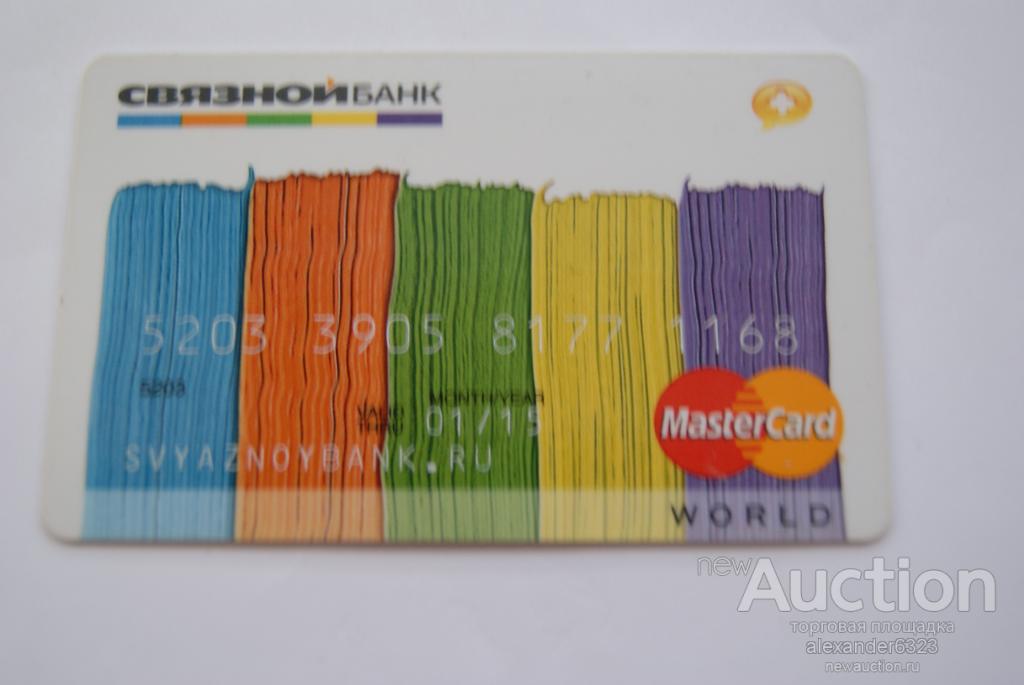 СВЯЗНОЙБАНК
5203 3905 8177 1168
5203
MONTH/YEAR
VALID
THRU 01/15
SVYAZNOYBANK.RU
MasterCard
WORLD
newAuction
торговая площадка
alexander6323
newauction.ru